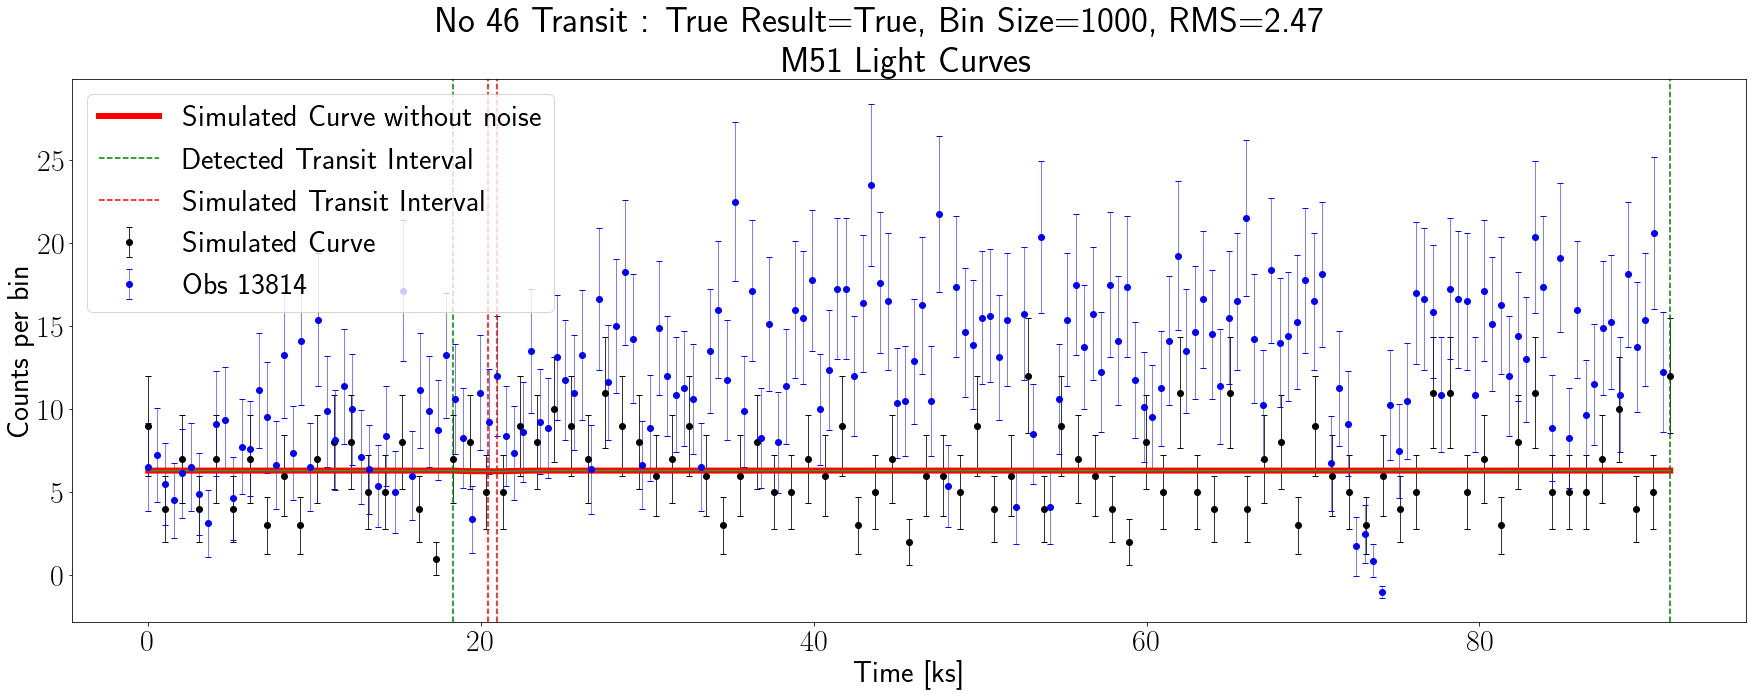 No 46 Transit : True Result=True, Bin Size=1000, RMS=2.47
M51 Light Curves
Simulated Curve without noise
Detected Transit Interval
Simulated Transit Interval
Simulated Curve
Obs 13814
Counts per bin
25
20
15
10
5
0
0 20 40 60 80
Time [ks]